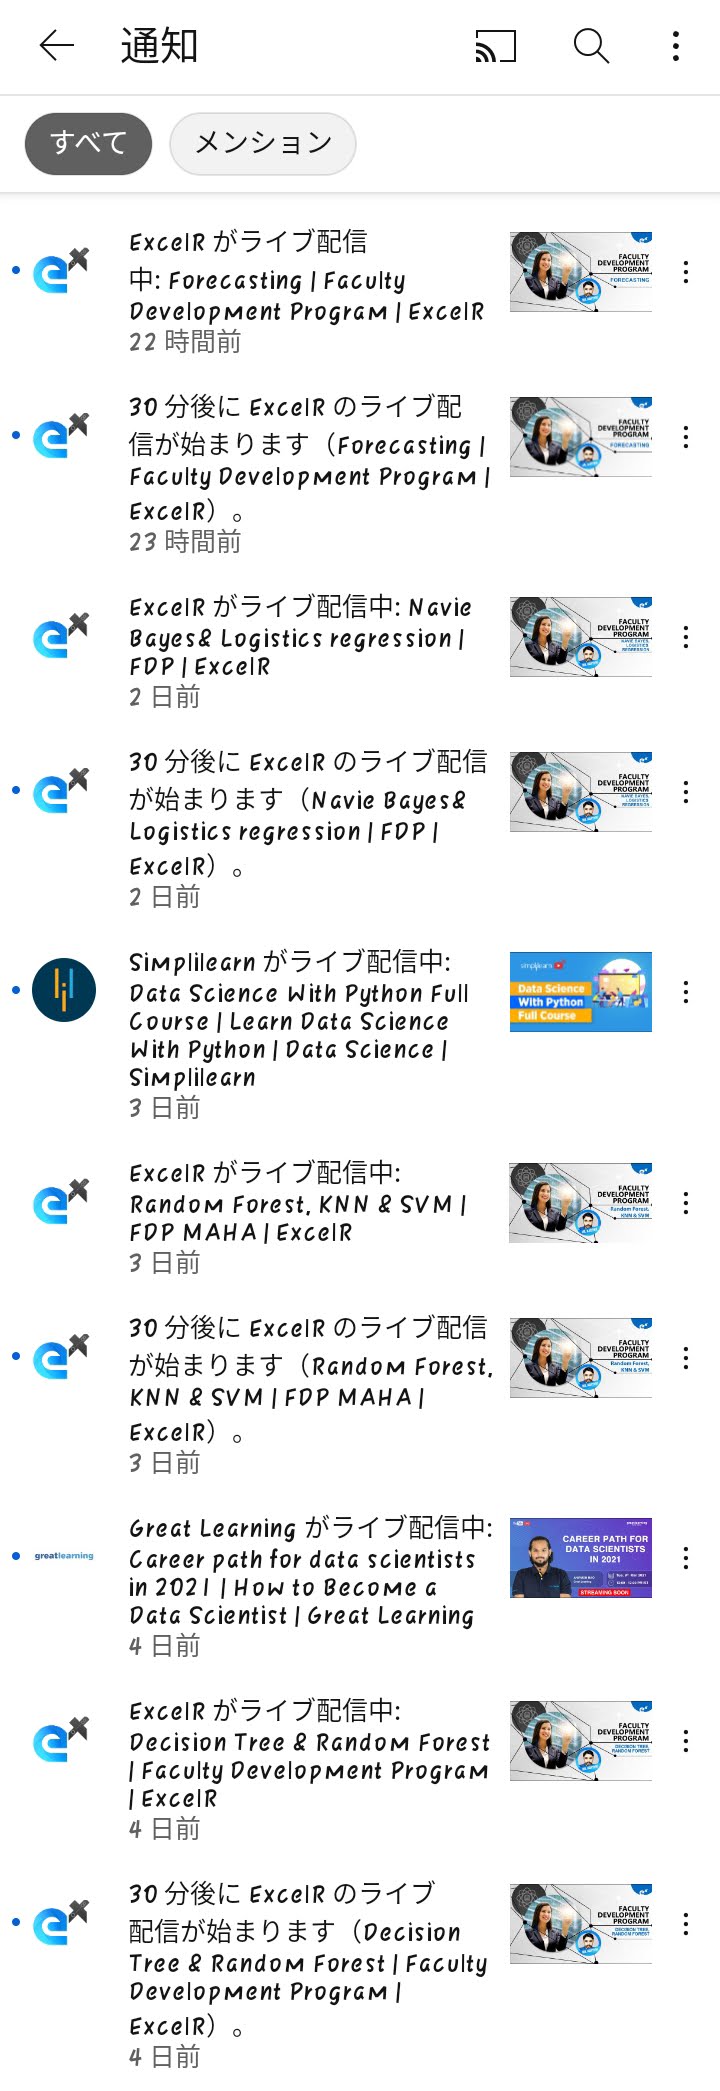 通知
すべて
メンション
ExcelR がライブ配信
中: Forecasting | Faculty
Development Program | ExcelR
22 時間前
FACULTY
DEVELOPMENT
PROGRAM
FORECASTING
30 分後に ExcelR のライブ配
信が始まります（Forecasting |
Faculty Development Program |
ExcelR）。
23 時間前
FACULTY
DEVELOPMENT
PROGRAM
FORECASTING
ExcelR がライブ配信中: Navie
Bayes& Logistics regression |
FDP | ExcelR
2 日前
FACULTY
DEVELOPMENT
PROGRAM
NAVIE BAYES,
LOGISTICS
REGRESSION
30 分後に ExcelR のライブ配信
が始まります（Navie Bayes&
Logistics regression | FDP |
ExcelR）。
2 日前
FACULTY
DEVELOPMENT
PROGRAM
NAVIE BAYES,
LOGISTICS
REGRESSION
Simplilearn がライブ配信中:
Data Science With Python Full
Course | Learn Data Science
With Python | Data Science |
Simplilearn
3 日前
simplilearn
Data Science
With Python
Full Course
ExcelR がライブ配信中:
Random Forest, KNN & SVM |
FDP MAHA | ExcelR
3 日前
FACULTY
DEVELOPMENT
PROGRAM
Random Forest,
KNN & SVM
30 分後に ExcelR のライブ配信
が始まります（Random Forest,
KNN & SVM | FDP MAHA |
ExcelR）。
3 日前
FACULTY
DEVELOPMENT
PROGRAM
Random Forest,
KNN & SVM
greatlearning
Great Learning がライブ配信中:
Career path for data scientists
in 2021 | How to Become a
Data Scientist | Great Learning
4 日前
CAREER PATH FOR
DATA SCIENTISTS
IN 2021
STREAMING SOON
ExcelR がライブ配信中:
Decision Tree & Random Forest
| Faculty Development Program
| ExcelR
4 日前
FACULTY
DEVELOPMENT
PROGRAM
DECISION TREE,
RANDOM FOREST
30 分後に ExcelR のライブ
配信が始まります（Decision
Tree & Random Forest | Faculty
Development Program |
ExcelR）。
4 日前
FACULTY
DEVELOPMENT
PROGRAM
DECISION TREE,
RANDOM FOREST